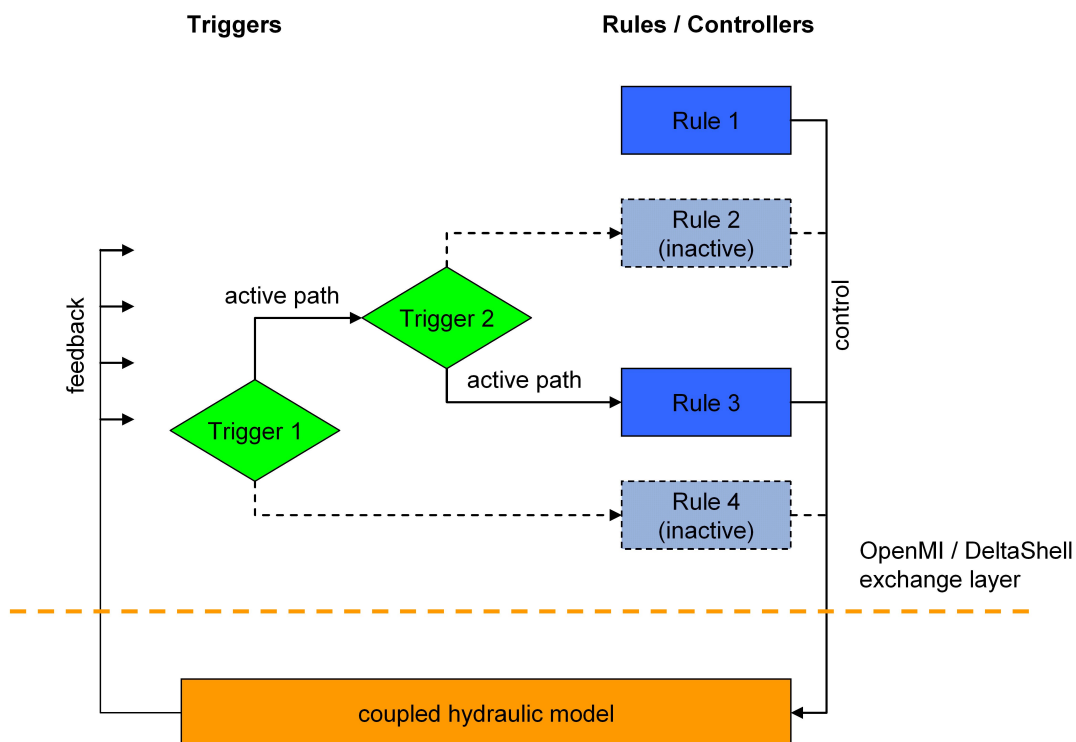 Triggers
Rules / Controllers
Rule 1
Rule 2
(inactive)
active path
Trigger 2
feedback
control
active path
Rule 3
Trigger 1
Rule 4
(inactive)
OpenMI / DeltaShell
exchange layer
coupled hydraulic model